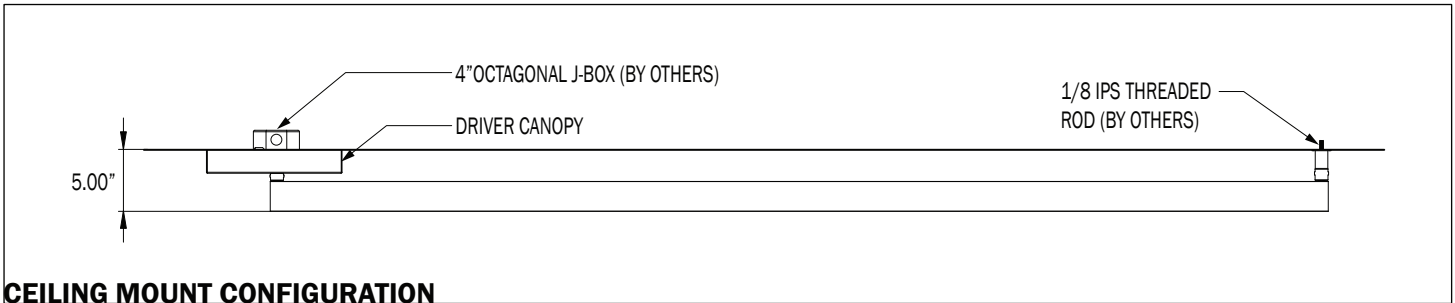 4”OCTAGONAL J-BOX (BY OTHERS)
DRIVER CANOPY
1/8 IPS THREADED
ROD (BY OTHERS)
5.00”
CEILING MOUNT CONFIGURATION